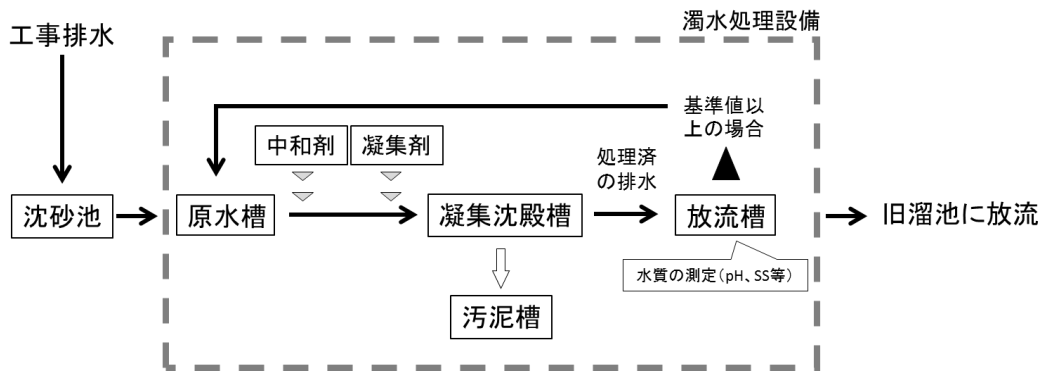 濁水処理設備
工事排水
基準値以
上の場合
中和剤
凝集剤
処理済
の排水
沈砂池
原水槽
凝集沈殿槽
放流槽
旧溜池に放流
水質の測定（pH、SS等）
汚泥槽